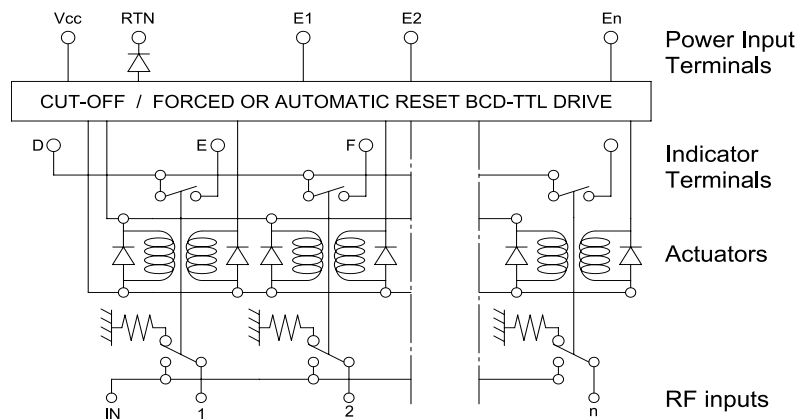 Vcc RTN E1 E2 En
Power Input
Terminals
CUT-OFF / FORCED OR AUTOMATIC RESET BCD-TTL DRIVE
D E F
Indicator
Terminals
Actuators
IN 1 2 n
RF inputs